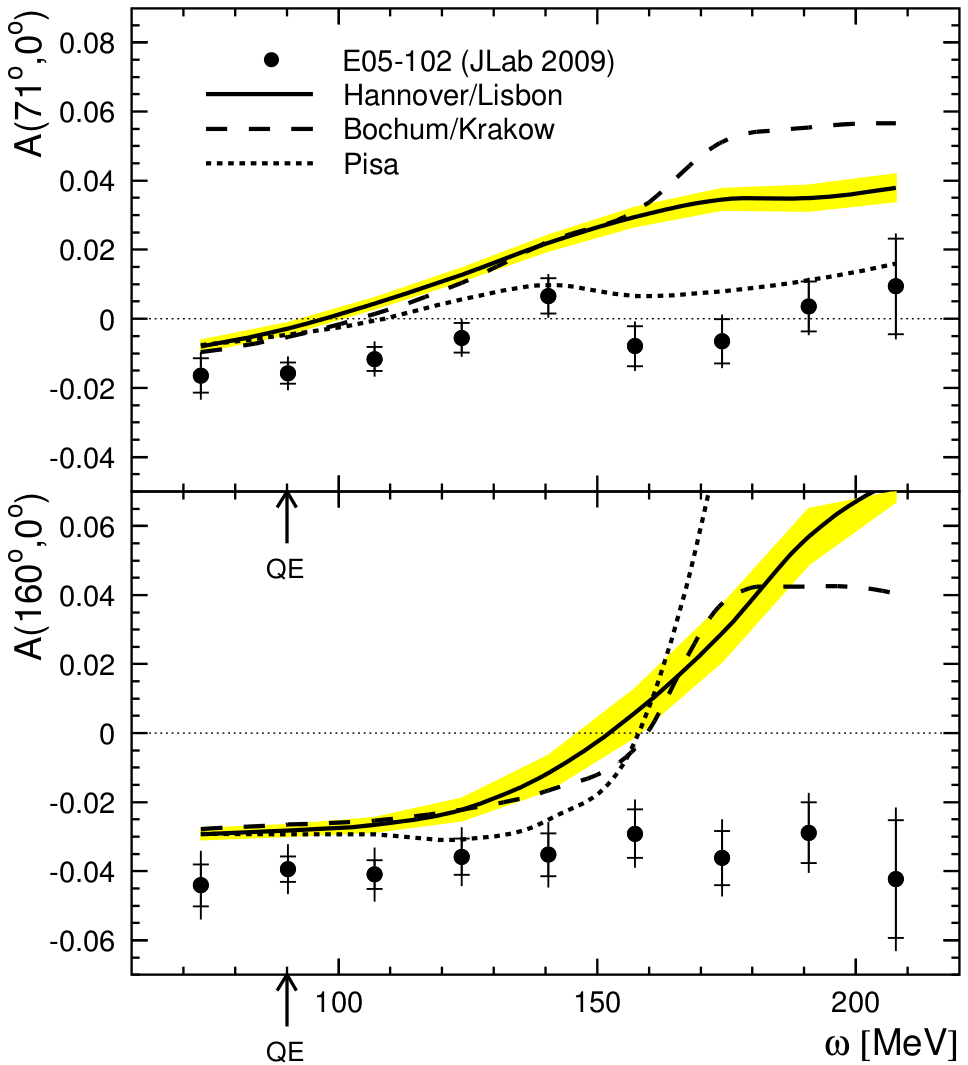 A(71°,0°)
0.08
0.06
0.04
0.02
0
-0.02
-0.04
E05-102 (JLab 2009)
Hannover/Lisbon
Bochum/Krakow
Pisa
A(160°,0°)
0.06
0.04
0.02
0
-0.02
-0.04
-0.06
QE
100
150
200
QE
ω [MeV]